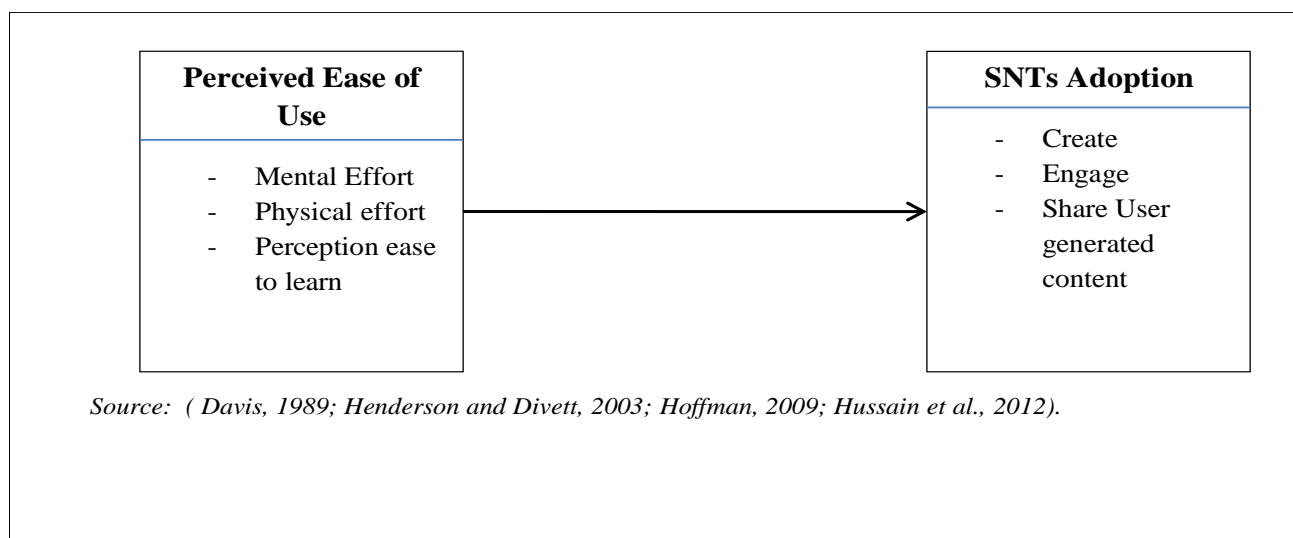 Perceived Ease of
Use
- Mental Effort
- Physical effort
- Perception ease
to learn
SNTs Adoption
- Create
- Engage
- Share User
generated
content
Source: ( Davis, 1989; Henderson and Divett, 2003; Hoffman, 2009; Hussain et al., 2012).